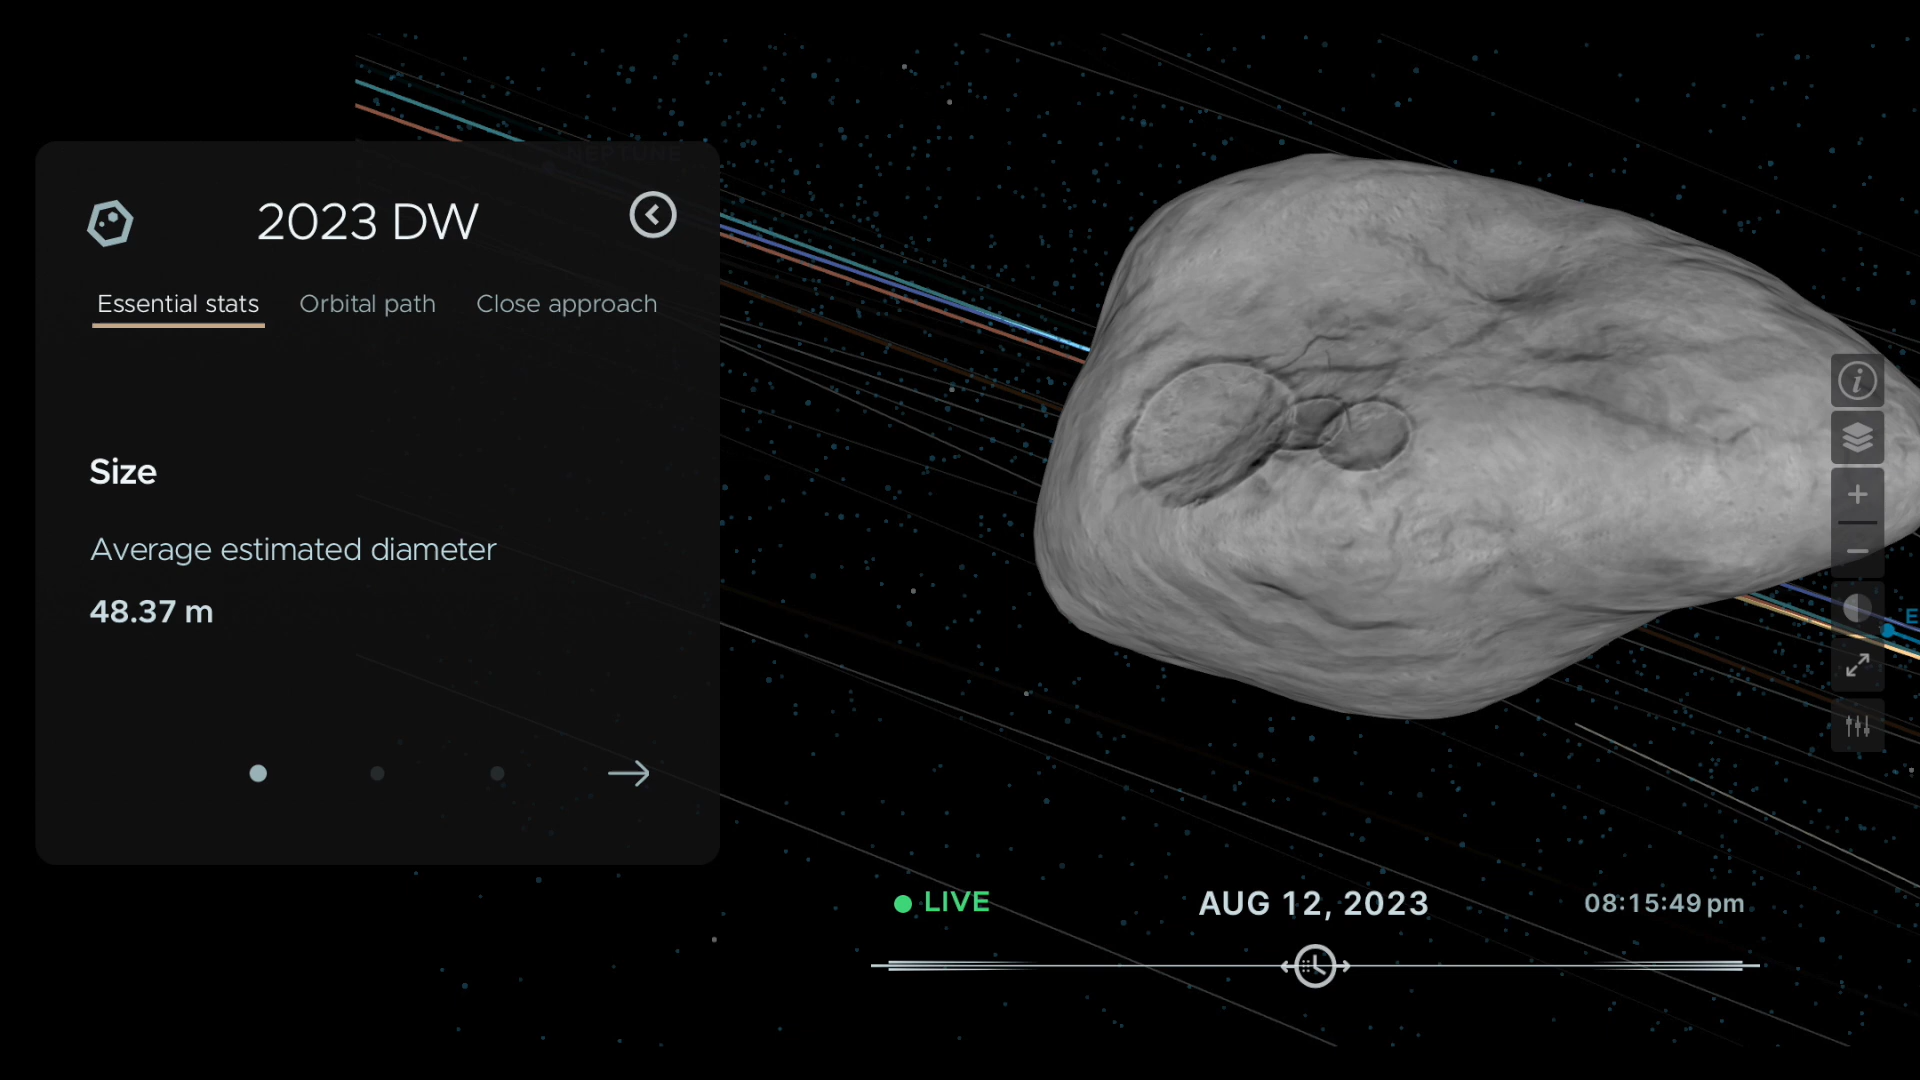 NEPTUNE
2023 DW
Essential stats Orbital path Close approach
Size
Average estimated diameter
48.37 m
E
LIVE AUG 12, 2023 08:15:49 pm